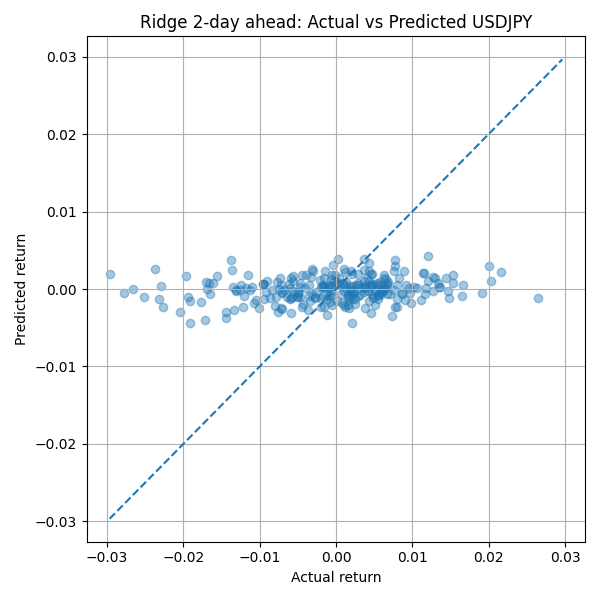 Ridge 2-day ahead: Actual vs Predicted USDJPY
0.03
0.02
0.01
0.00
−0.01
−0.02
−0.03
Predicted return
−0.03 −0.02 −0.01 0.00 0.01 0.02 0.03
Actual return